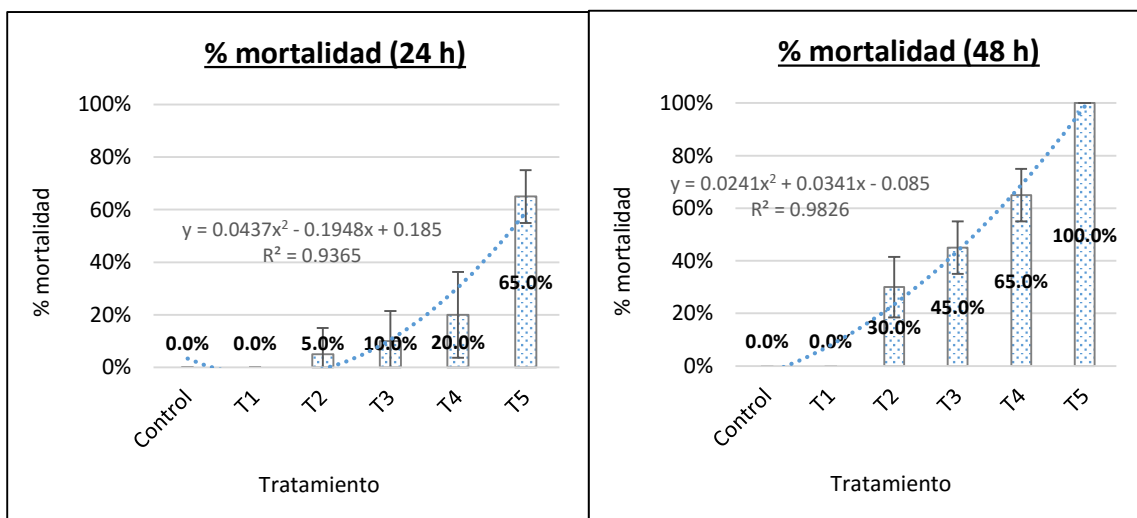 % mortalidad (24 h)
100%
80%
60%
40%
20%
0%
% mortalidad
y = 0.0437x² - 0.1948x + 0.185
R² = 0.9365
0.0%
0.0%
5.0%
10.0%
20.0%
65.0%
Control
T1
T2
T3
T4
T5
Tratamiento
% mortalidad (48 h)
100%
80%
60%
40%
20%
0%
% mortalidad
y = 0.0241x² + 0.0341x - 0.085
R² = 0.9826
0.0%
0.0%
30.0%
45.0%
65.0%
100.0%
Control
T1
T2
T3
T4
T5
Tratamiento